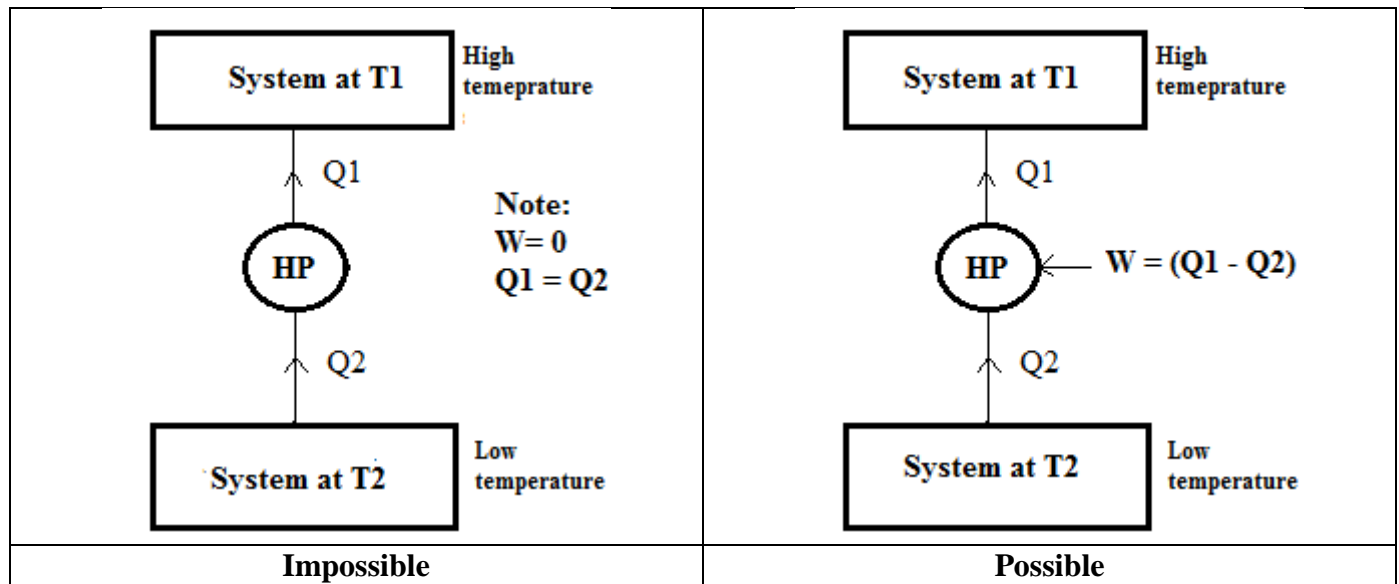 System at T1
High
temeprature
Q1
Note:
W= 0
Q1 = Q2
HP
Q2
System at T2
Low
temperature
Impossible
System at T1
High
temeprature
Q1
HP
W = (Q1 - Q2)
Q2
System at T2
Low
temperature
Possible